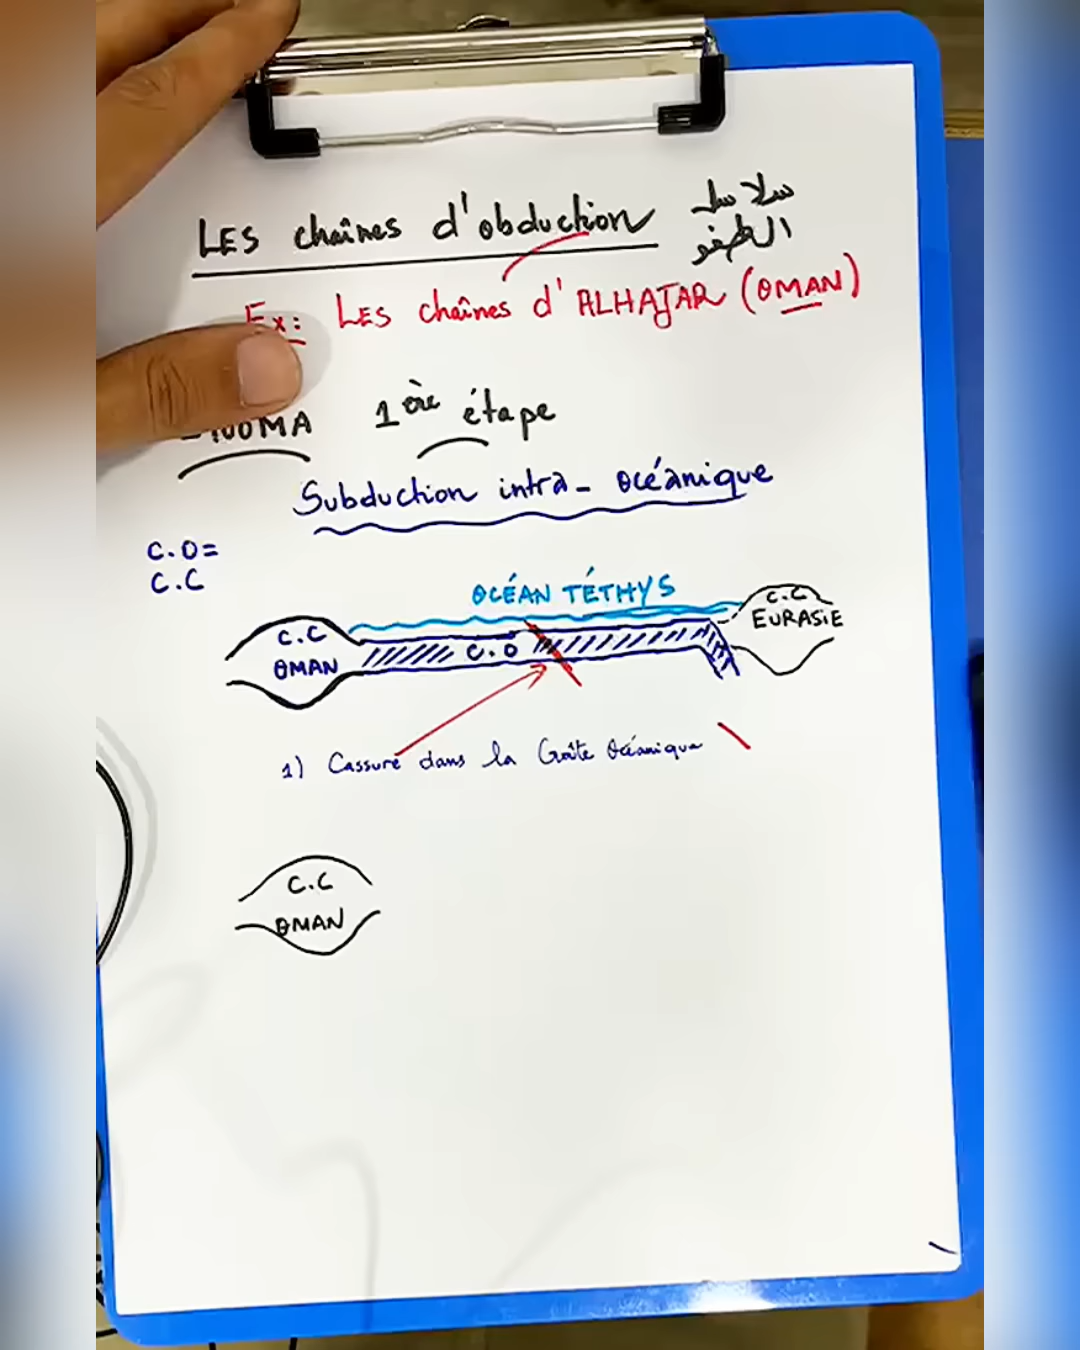 LES chaînes d'obduction سلاسل
الطفو
Ex: LES chaînes d'ALHAJAR (OMAN)
1ère étape
Subduction intra-océanique
C.O=
C.C
OCÉAN TÉTHYS
C.C
EURASiE
C.C
OMAN
C.O
1) Cassure dans la Croûte Océanique
C.C
OMAN